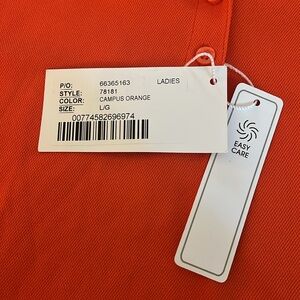 P/O: 66365163 LADIES
STYLE: 78181
COLOR: CAMPUS ORANGE
SIZE: L/G
00774582696974
EASY
CARE